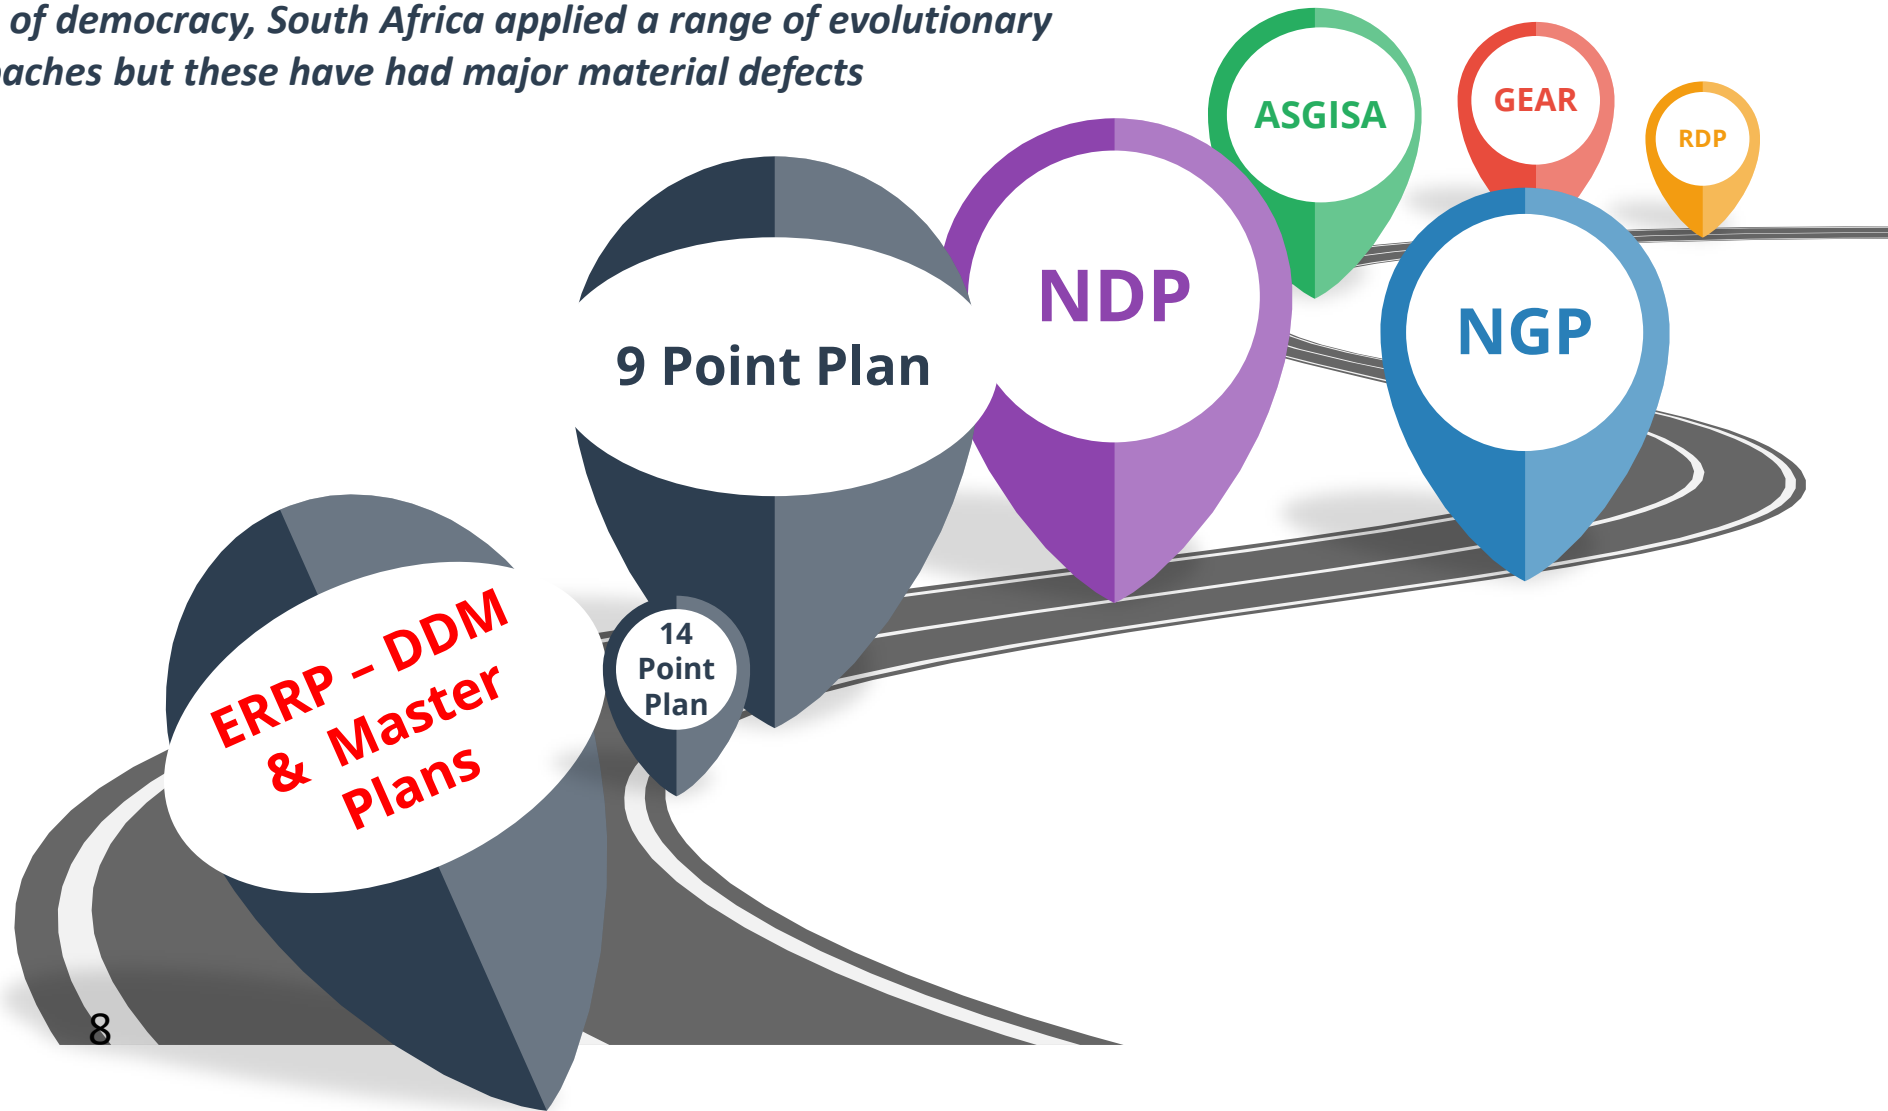 of democracy, South Africa applied a range of evolutionary
but these have had major material defects
ASGISA
GEAR
RDP
NDP
NGP
9 Point Plan
14
Point
Plan
ERRP – DDM
& Master
Plans
8